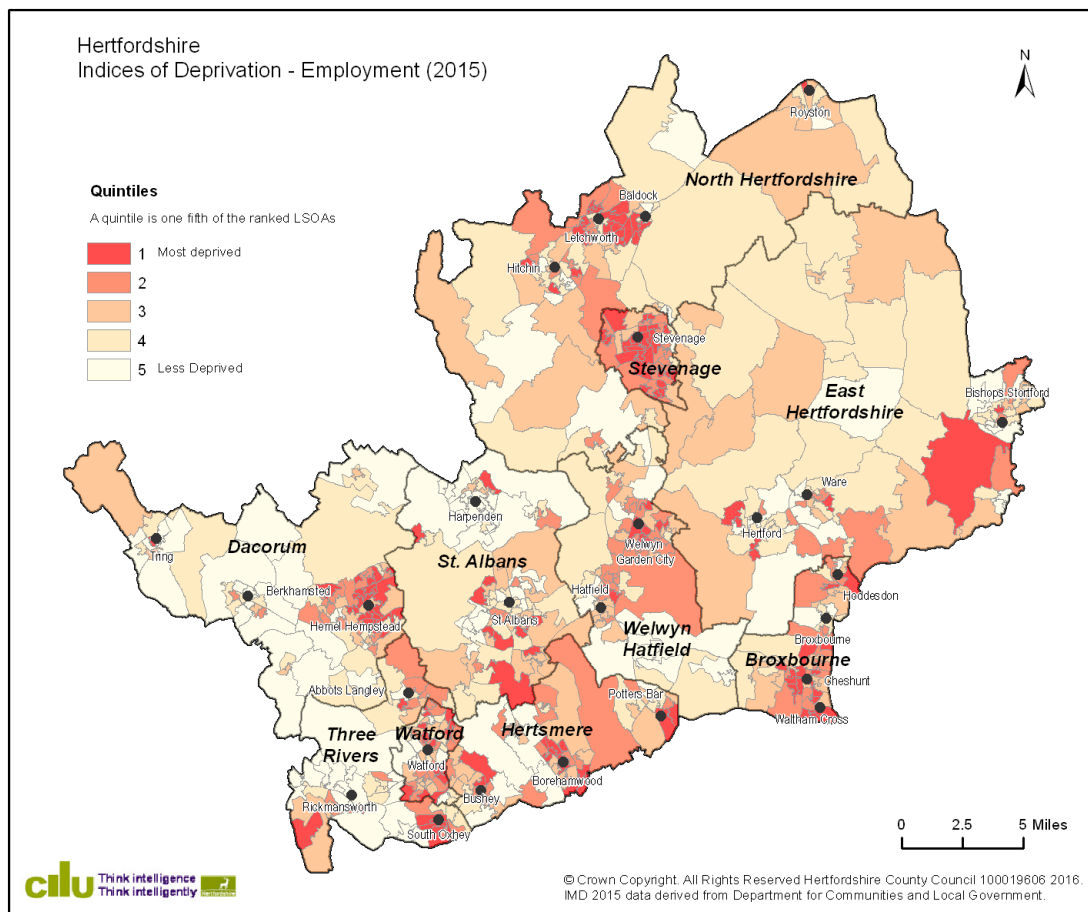 Hertfordshire
Indices of Deprivation - Employment (2015)
N
Quintiles
A quintile is one fifth of the ranked LSOAs
1 Most deprived
2
3
4
5 Less Deprived
Royston
North Hertfordshire
Baldock
Letchworth
Hitchin
Stevenage
Stevenage
East
Hertfordshire
Bishops Stortford
Ware
Hertford
Harpenden
Welwyn
Garden City
Tring
Dacorum
St. Albans
Berkhamsted
Hemel Hempstead
St Albans
Hatfield
Hoddesdon
Welwyn
Hatfield
Broxbourne
Broxbourne
Cheshunt
Abbots Langley
Potters Bar
Waltham Cross
Three
Rivers
Watford
Hertsmere
Watford
Borehamwood
Rickmansworth
Bushey
South Oxhey
0 2.5 5 Miles
cilu Think intelligence
Think intelligently
Hertfordshire
© Crown Copyright. All Rights Reserved Hertfordshire County Council 100019606 2016.
IMD 2015 data derived from Department for Communities and Local Government.